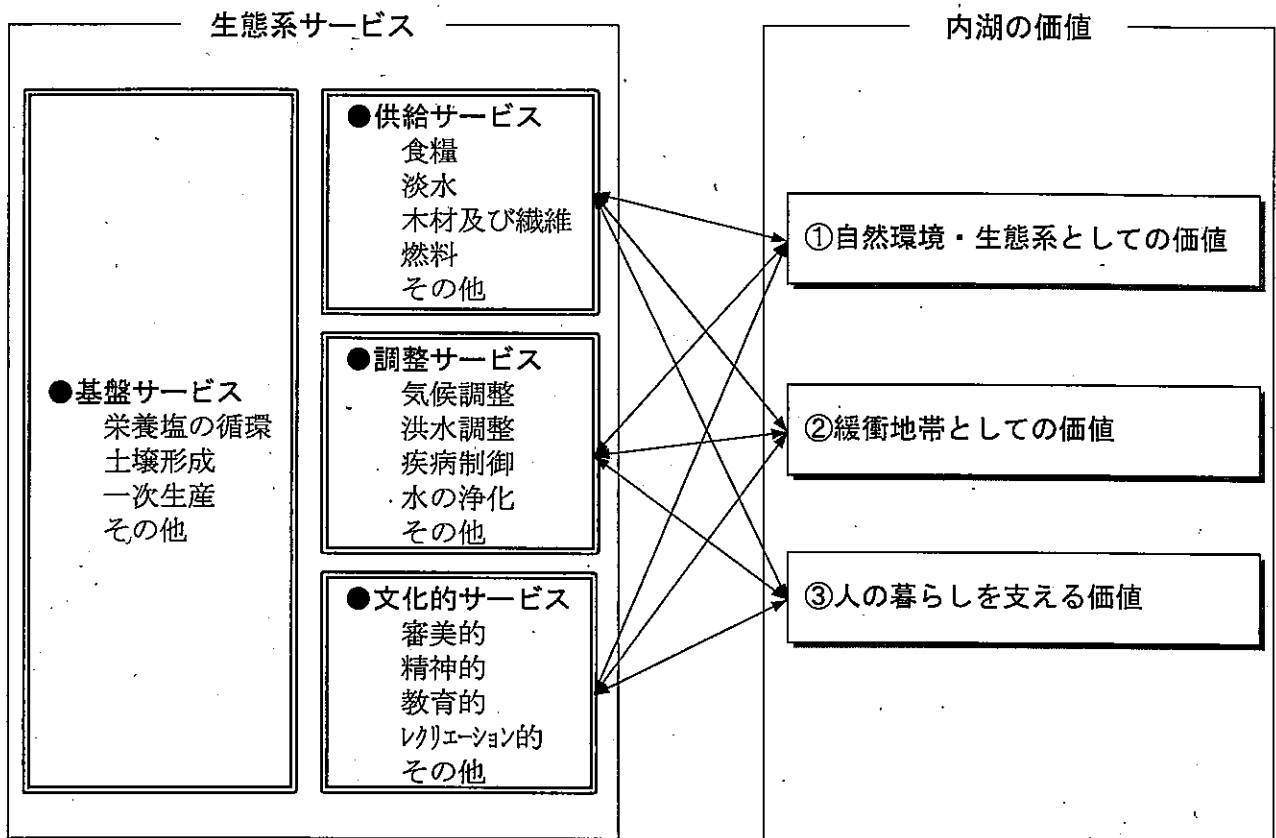 生態系サービス
●基盤サービス
栄養塩の循環
土壌形成
一次生産
その他
●供給サービス
食糧
淡水
木材及び繊維
燃料
その他
●調整サービス
気候調整
洪水調整
疾病制御
水の浄化
その他
●文化的サービス
審美的
精神的
教育的
レクリエーション的
その他
内湖の価値
①自然環境・生態系としての価値
②緩衝地帯としての価値
③人の暮らしを支える価値